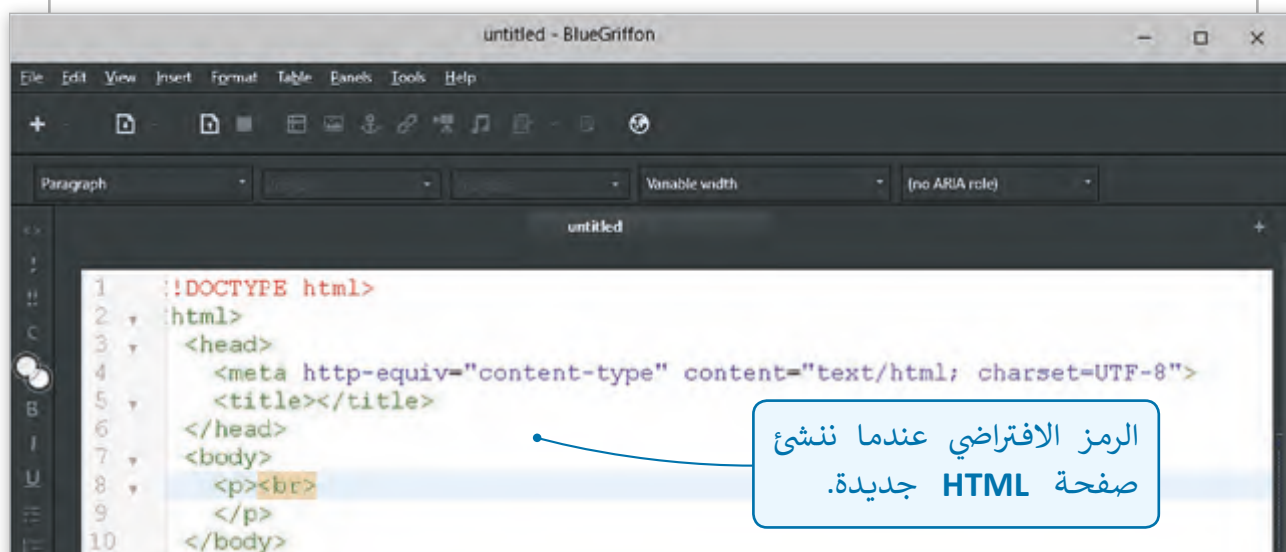 untitled - BlueGriffon
File Edit View Insert Format Table Panels Tools Help
Paragraph
Variable width
(no ARIA role)
untitled
1 !DOCTYPE html>
2 html>
3 <head>
4 <meta http-equiv="content-type" content="text/html; charset=UTF-8">
5 <title></title>
6 </head>
7 <body>
8 <p><br>
9 </p>
10 </body>
الرمز الافتراضي عندما ننشئ
صفحة HTML جديدة.
!
!!
C
B
I
U